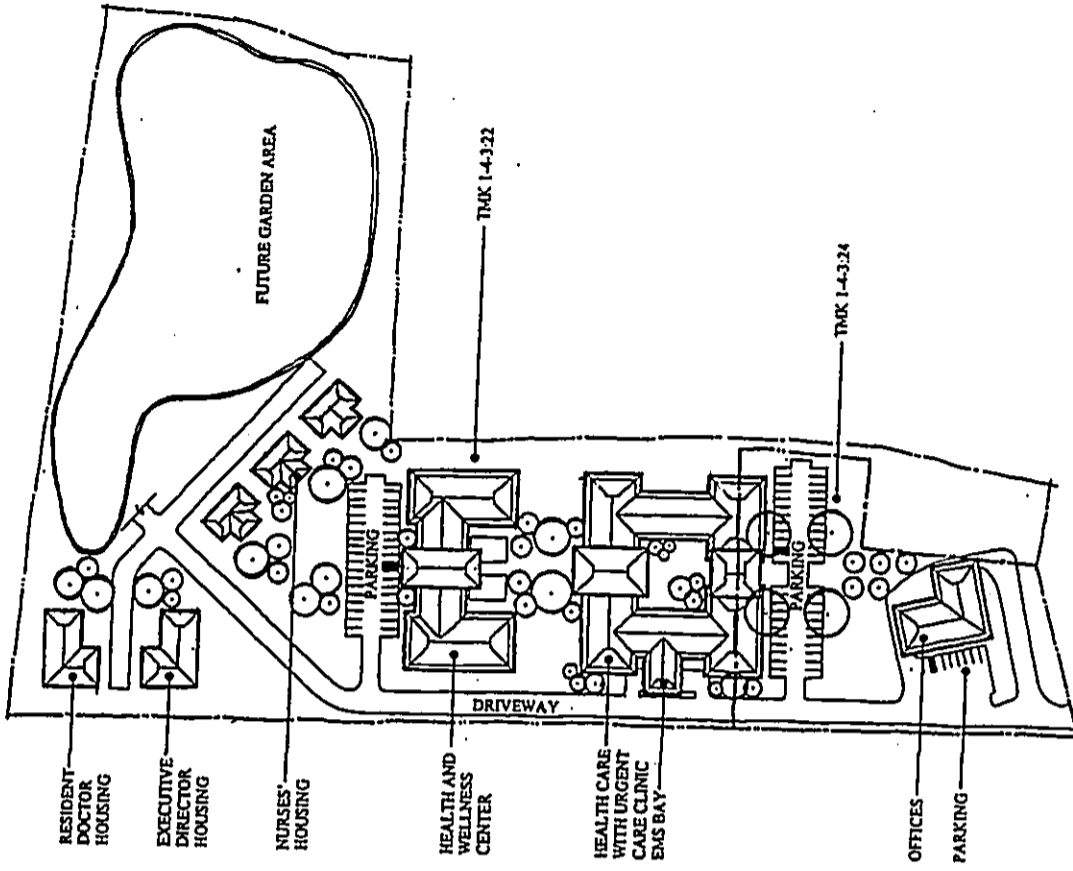 FUTURE GARDEN AREA
TMK 1-4-3:22
TMK 1-4-3:24
PARKING
PARKING
DRIVEWAY
RESIDENT
DOCTOR
HOUSING
EXECUTIVE
DIRECTOR
HOUSING
NURSES'
HOUSING
HEALTH AND
WELLNESS
CENTER
HEALTH CARE
WITH URGENT
CARE CLINIC
EMS BAY
OFFICES
PARKING